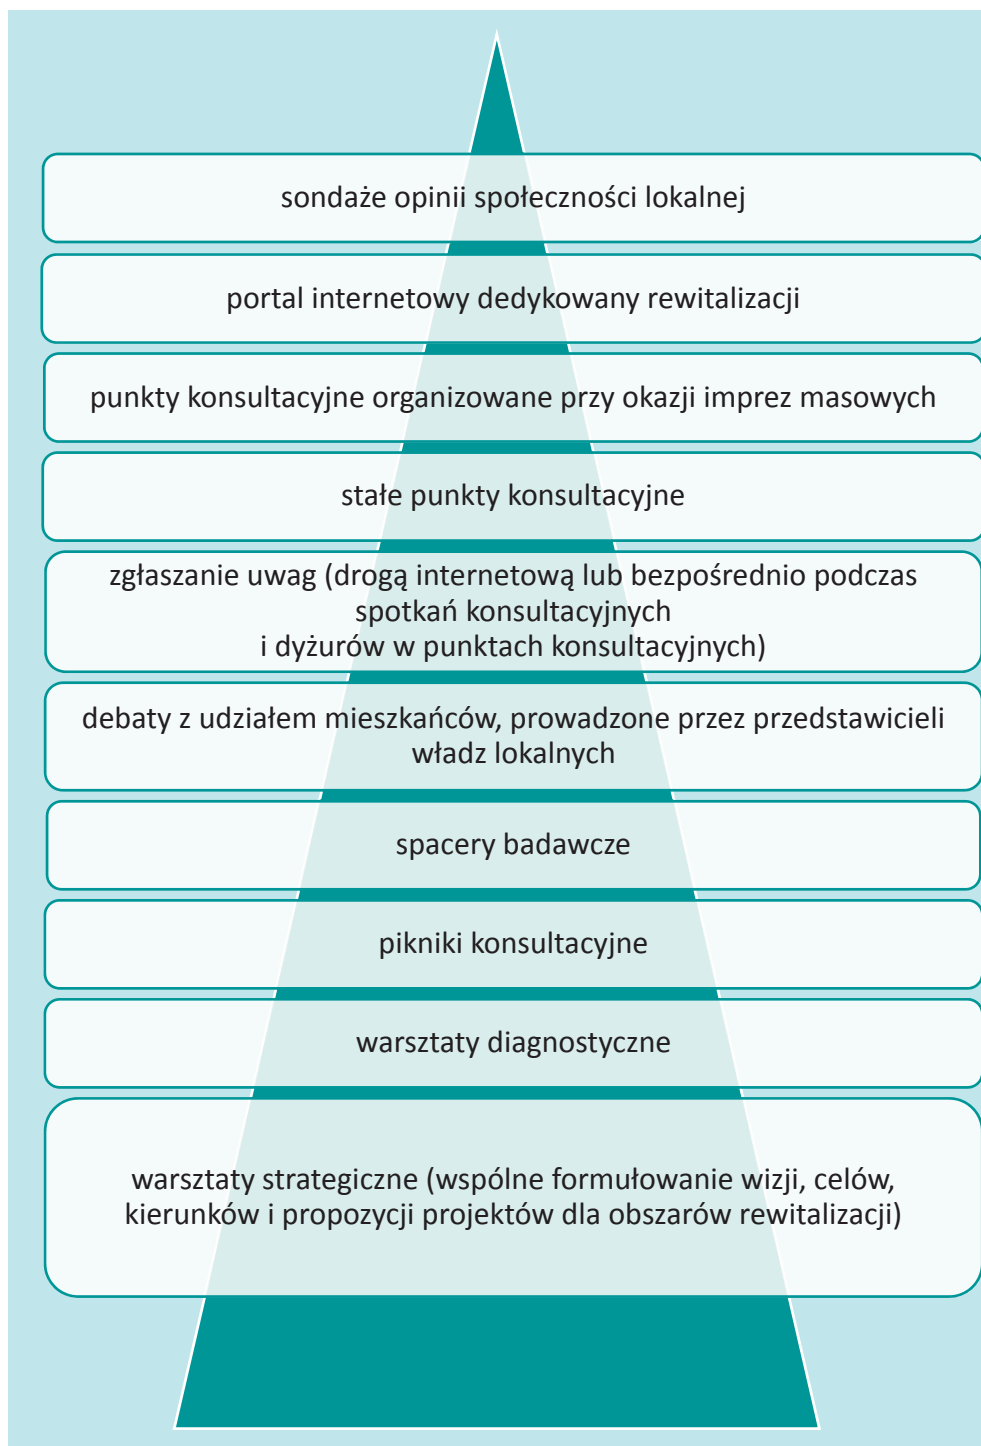 sondaże opinii społeczności lokalnej
portal internetowy dedykowany rewitalizacji
punkty konsultacyjne organizowane przy okazji imprez masowych
stałe punkty konsultacyjne
zgłaszanie uwag (drogą internetową lub bezpośrednio podczas
spotkań konsultacyjnych
i dyżurów w punktach konsultacyjnych)
debaty z udziałem mieszkańców, prowadzone przez przedstawicieli
władz lokalnych
spacery badawcze
pikniki konsultacyjne
warsztaty diagnostyczne
warsztaty strategiczne (wspólne formułowanie wizji, celów,
kierunków i propozycji projektów dla obszarów rewitalizacji)